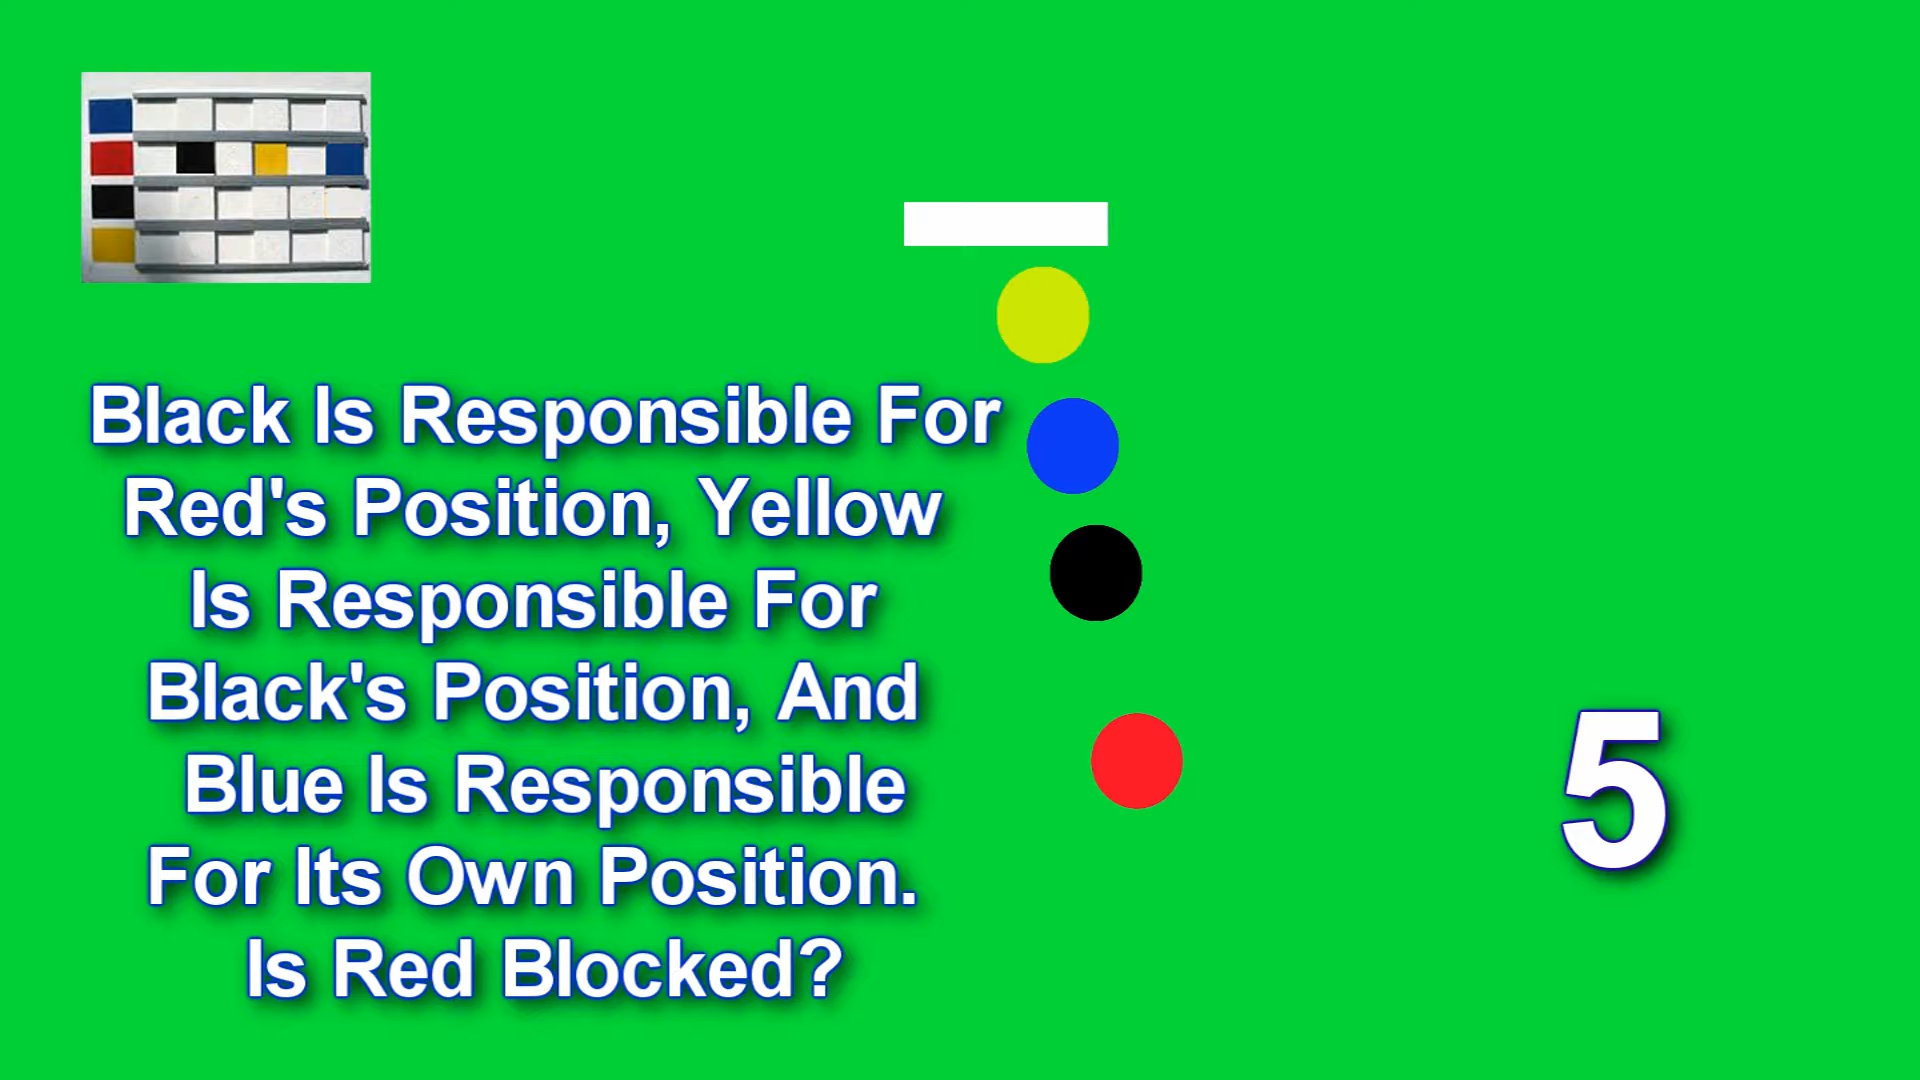 Black Is Responsible For
Red's Position, Yellow
Is Responsible For
Black's Position, And
Blue Is Responsible
For Its Own Position.
Is Red Blocked?
5